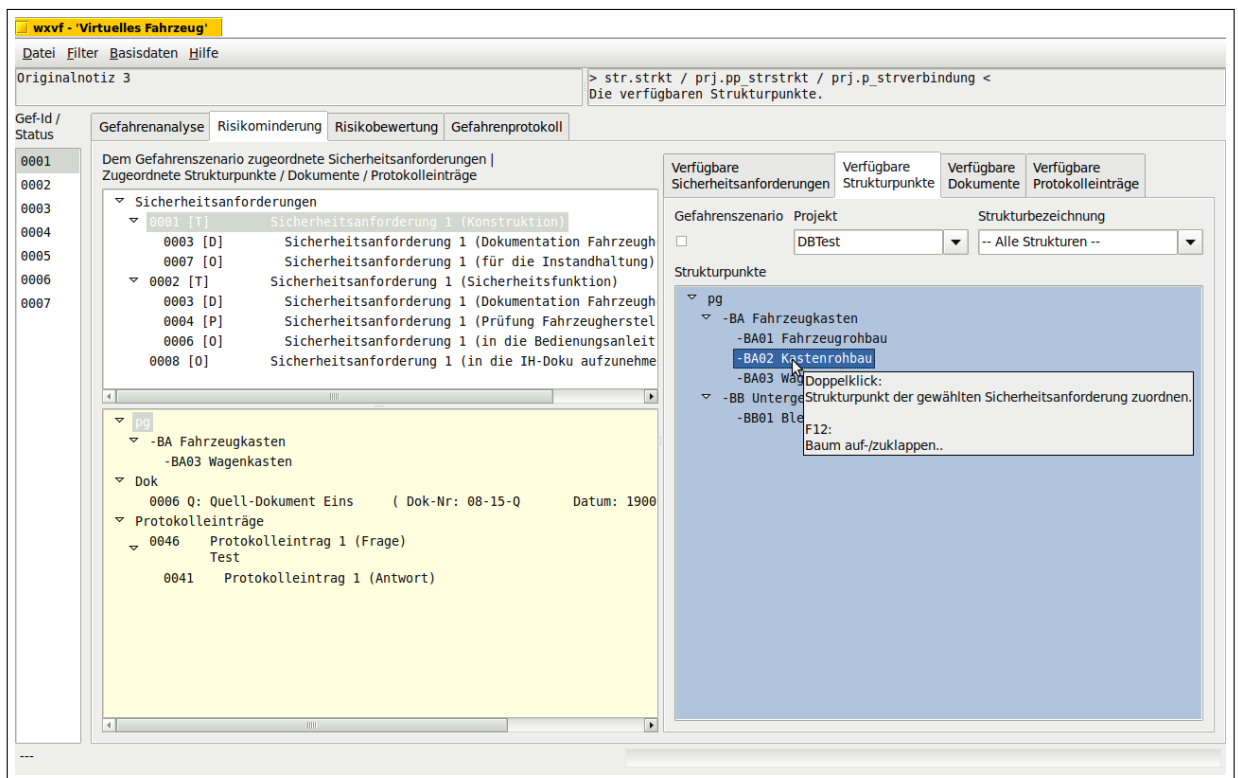 wxvf - 'Virtuelles Fahrzeug'
Datei Filter Basisdaten Hilfe
Originalnotiz 3
> str.strkt / prj.pp_strstrkt / prj.p_strverbindung <
Die verfügbaren Strukturpunkte.
Gef-Id /
Status
0001
0002
0003
0004
0005
0006
0007
Gefahrenanalyse Risikominderung Risikobewertung Gefahrenprotokoll
Dem Gefahrenszenario zugeordnete Sicherheitsanforderungen |
Zugeordnete Strukturpunkte / Dokumente / Protokolleinträge
Sicherheitsanforderungen
0001 [T] Sicherheitsanforderung 1 (Konstruktion)
0003 [D] Sicherheitsanforderung 1 (Dokumentation Fahrzeugh
0007 [O] Sicherheitsanforderung 1 (für die Instandhaltung)
0002 [T] Sicherheitsanforderung 1 (Sicherheitsfunktion)
0003 [D] Sicherheitsanforderung 1 (Dokumentation Fahrzeugh
0004 [P] Sicherheitsanforderung 1 (Prüfung Fahrzeugherstel
0006 [O] Sicherheitsanforderung 1 (in die Bedienungsanleit
0008 [O] Sicherheitsanforderung 1 (in die IH-Doku aufzunehme
pg
-BA Fahrzeugkasten
-BA03 Wagenkasten
Dok
0006 Q: Quell-Dokument Eins ( Dok-Nr: 08-15-Q Datum: 1900
Protokolleinträge
0046 Protokolleintrag 1 (Frage)
Test
0041 Protokolleintrag 1 (Antwort)
Verfügbare
Sicherheitsanforderungen
Verfügbare
Strukturpunkte
Verfügbare
Dokumente
Verfügbare
Protokolleinträge
Gefahrenszenario Projekt Strukturbezeichnung
DBTest -- Alle Strukturen --
Strukturpunkte
pg
-BA Fahrzeugkasten
-BA01 Fahrzeugrohbau
-BA02 Kastenrohbau
-BA03 Wag
-BB Unterge
-BB01 Ble
Doppelklick:
Strukturpunkt der gewählten Sicherheitsanforderung zuordnen.
F12:
Baum auf-/zuklappen..
---